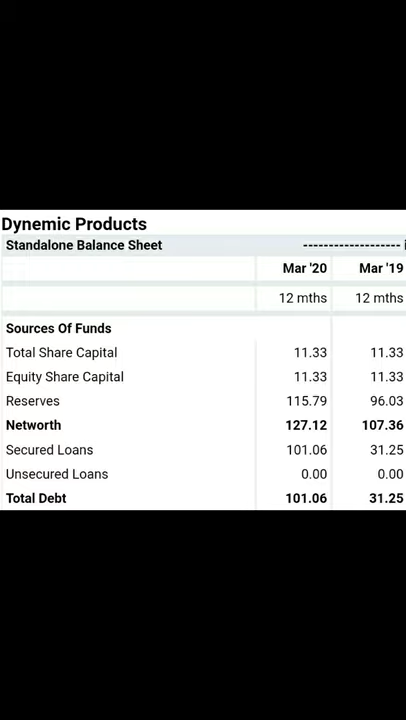 Dynemic Products
Standalone Balance Sheet -------------------
Mar '20 Mar '19
12 mths 12 mths
Sources Of Funds
Total Share Capital 11.33 11.33
Equity Share Capital 11.33 11.33
Reserves 115.79 96.03
Networth 127.12 107.36
Secured Loans 101.06 31.25
Unsecured Loans 0.00 0.00
Total Debt 101.06 31.25